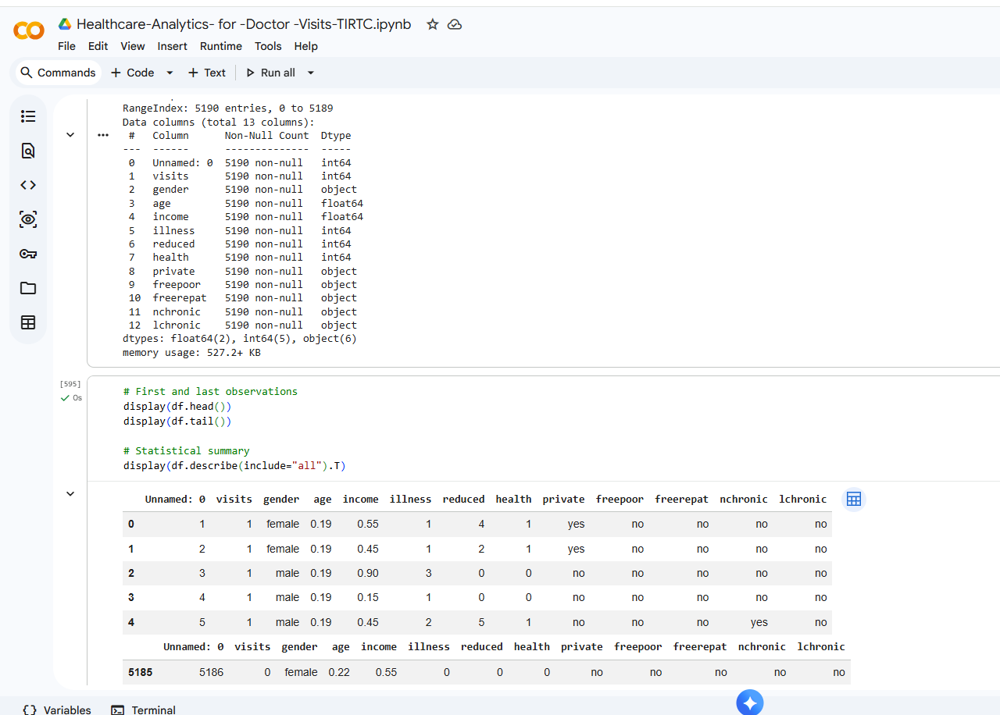 Healthcare-Analytics- for -Doctor -Visits-TIRTC.ipynb
File Edit View Insert Runtime Tools Help
Commands + Code + Text Run all
RangeIndex: 5190 entries, 0 to 5189
Data columns (total 13 columns):
# Column Non-Null Count Dtype
--- ------ -------------- -----
0 Unnamed: 0 5190 non-null int64
1 visits 5190 non-null int64
2 gender 5190 non-null object
3 age 5190 non-null float64
4 income 5190 non-null float64
5 illness 5190 non-null int64
6 reduced 5190 non-null int64
7 health 5190 non-null int64
8 private 5190 non-null object
9 freepoor 5190 non-null object
10 freerepat 5190 non-null object
11 nchronic 5190 non-null object
12 lchronic 5190 non-null object
dtypes: float64(2), int64(5), object(6)
memory usage: 527.2+ KB
[595]
0s
# First and last observations
display(df.head())
display(df.tail())
# Statistical summary
display(df.describe(include="all").T)
Unnamed: 0 visits gender age income illness reduced health private freepoor freerepat nchronic lchronic
0 1 1 female 0.19 0.55 1 4 1 yes no no no no
1 2 1 female 0.19 0.45 1 2 1 yes no no no no
2 3 1 male 0.19 0.90 3 0 0 no no no no no
3 4 1 male 0.19 0.15 1 0 0 no no no no no
4 5 1 male 0.19 0.45 2 5 1 no no no yes no
Unnamed: 0 visits gender age income illness reduced health private freepoor freerepat nchronic lchronic
5185 5186 0 female 0.22 0.55 0 0 0 no no no no no
{} Variables Terminal